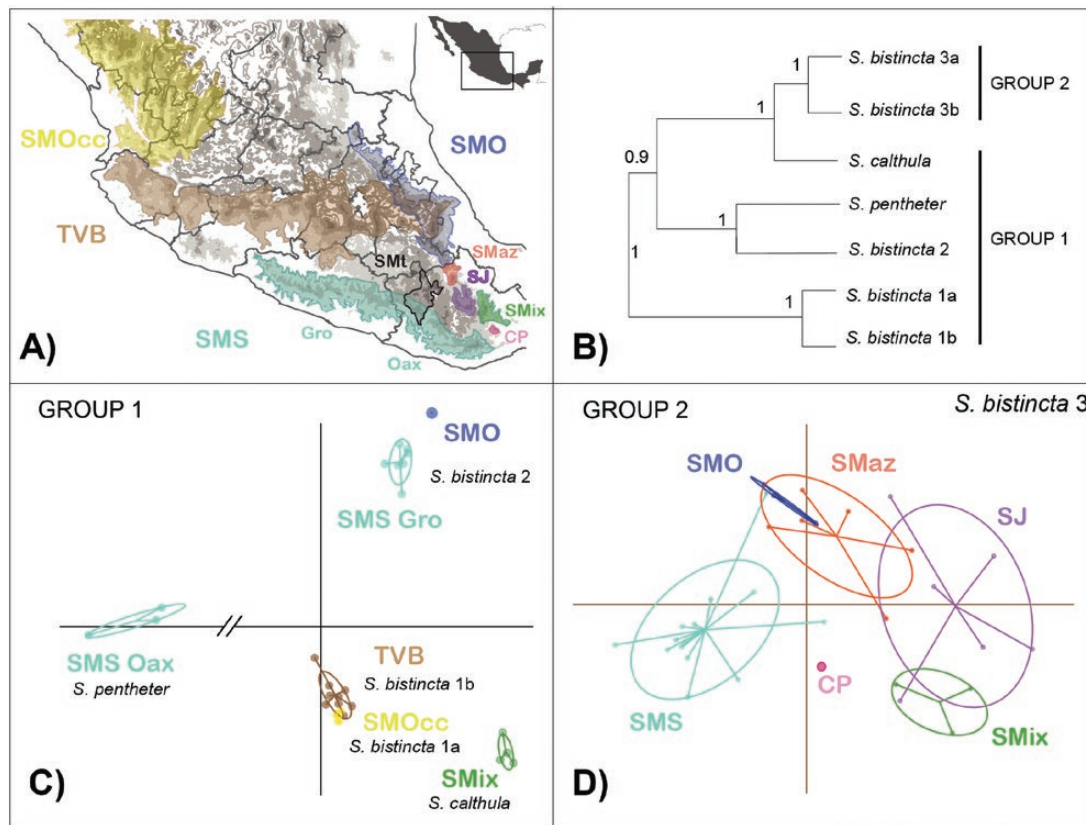 SMOcc
SMO
TVB
SMaz
SMt
SJ
SMix
SMS
Gro
CP
Oax
A)
S. bistincta 3a
1
GROUP 2
1
S. bistincta 3b
0.9
S. calthula
S. pentheter
1
GROUP 1
S. bistincta 2
1
S. bistincta 1a
1
S. bistincta 1b
B)
GROUP 1
SMO
S. bistincta 2
SMS Gro
SMS Oax
S. pentheter
TVB
S. bistincta 1b
SMOcc
S. bistincta 1a
SMix
S. calthula
C)
GROUP 2
S. bistincta 3
SMO
SMaz
SJ
CP
SMS
SMix
D)